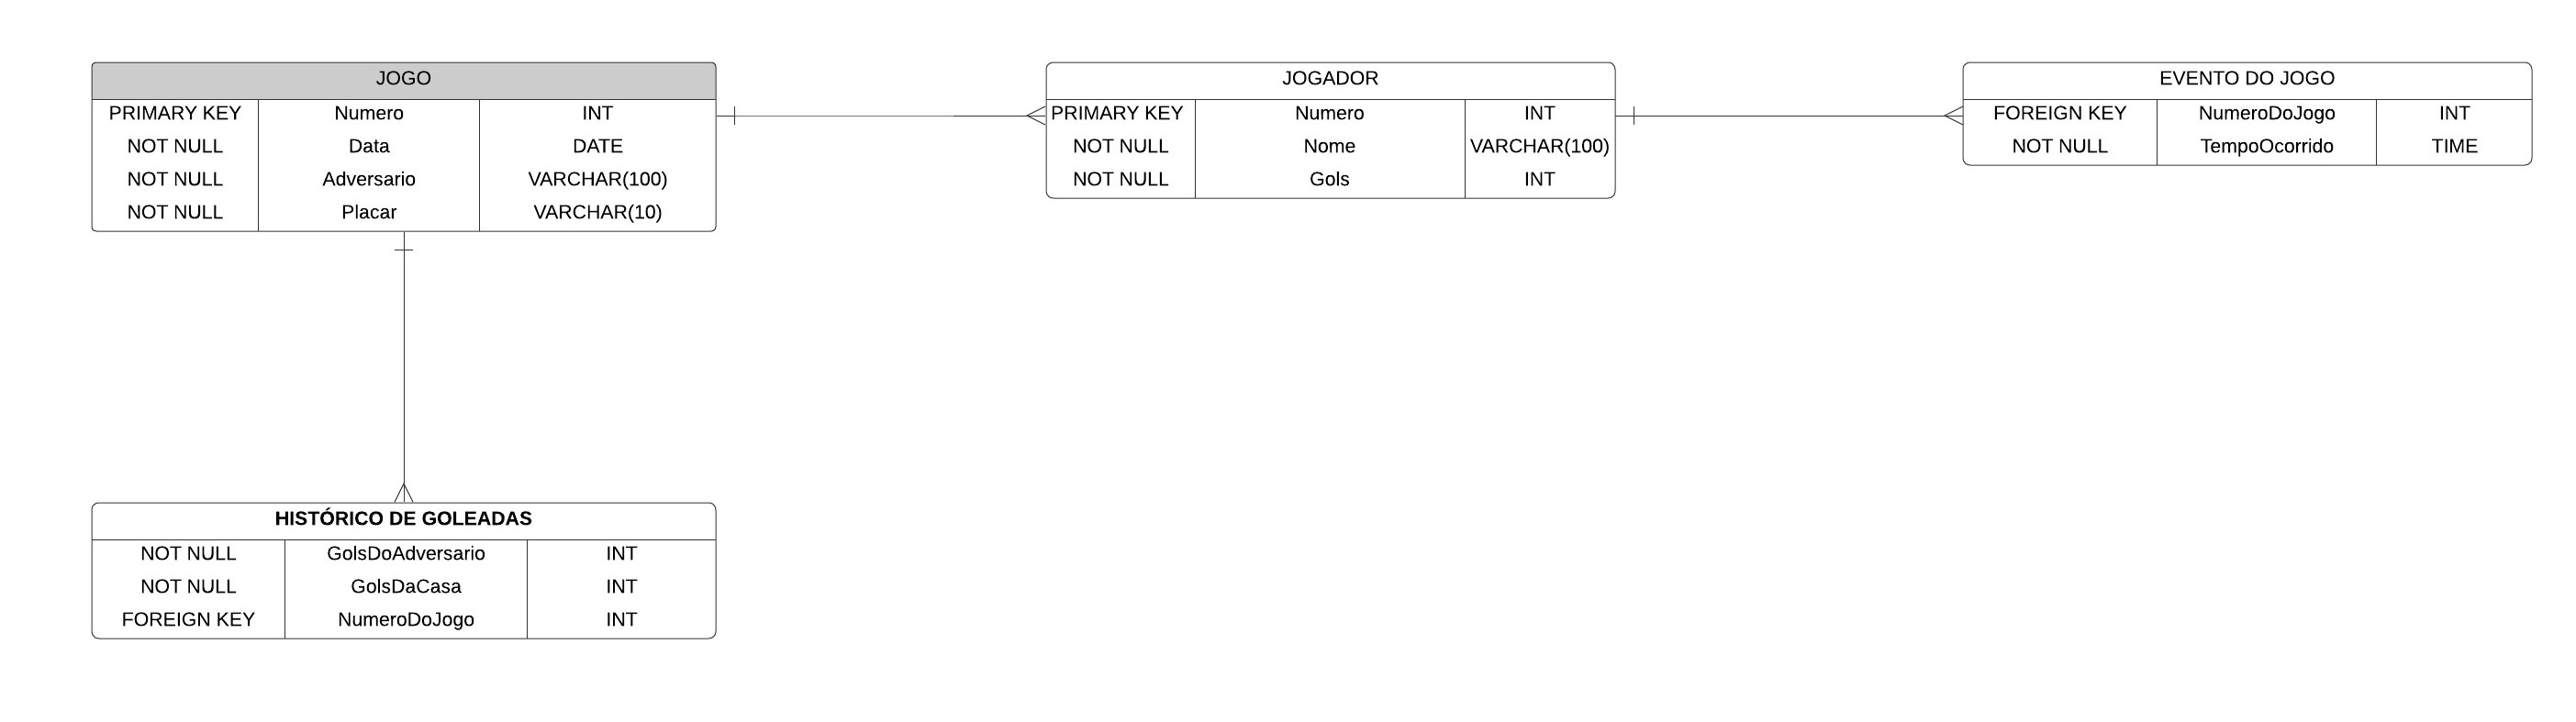 JOGO
PRIMARY KEY Numero INT
NOT NULL Data DATE
NOT NULL Adversario VARCHAR(100)
NOT NULL Placar VARCHAR(10)
JOGADOR
PRIMARY KEY Numero INT
NOT NULL Nome VARCHAR(100)
NOT NULL Gols INT
EVENTO DO JOGO
FOREIGN KEY NumeroDoJogo INT
NOT NULL TempoOcorrido TIME
HISTÓRICO DE GOLEADAS
NOT NULL GolsDoAdversario INT
NOT NULL GolsDaCasa INT
FOREIGN KEY NumeroDoJogo INT